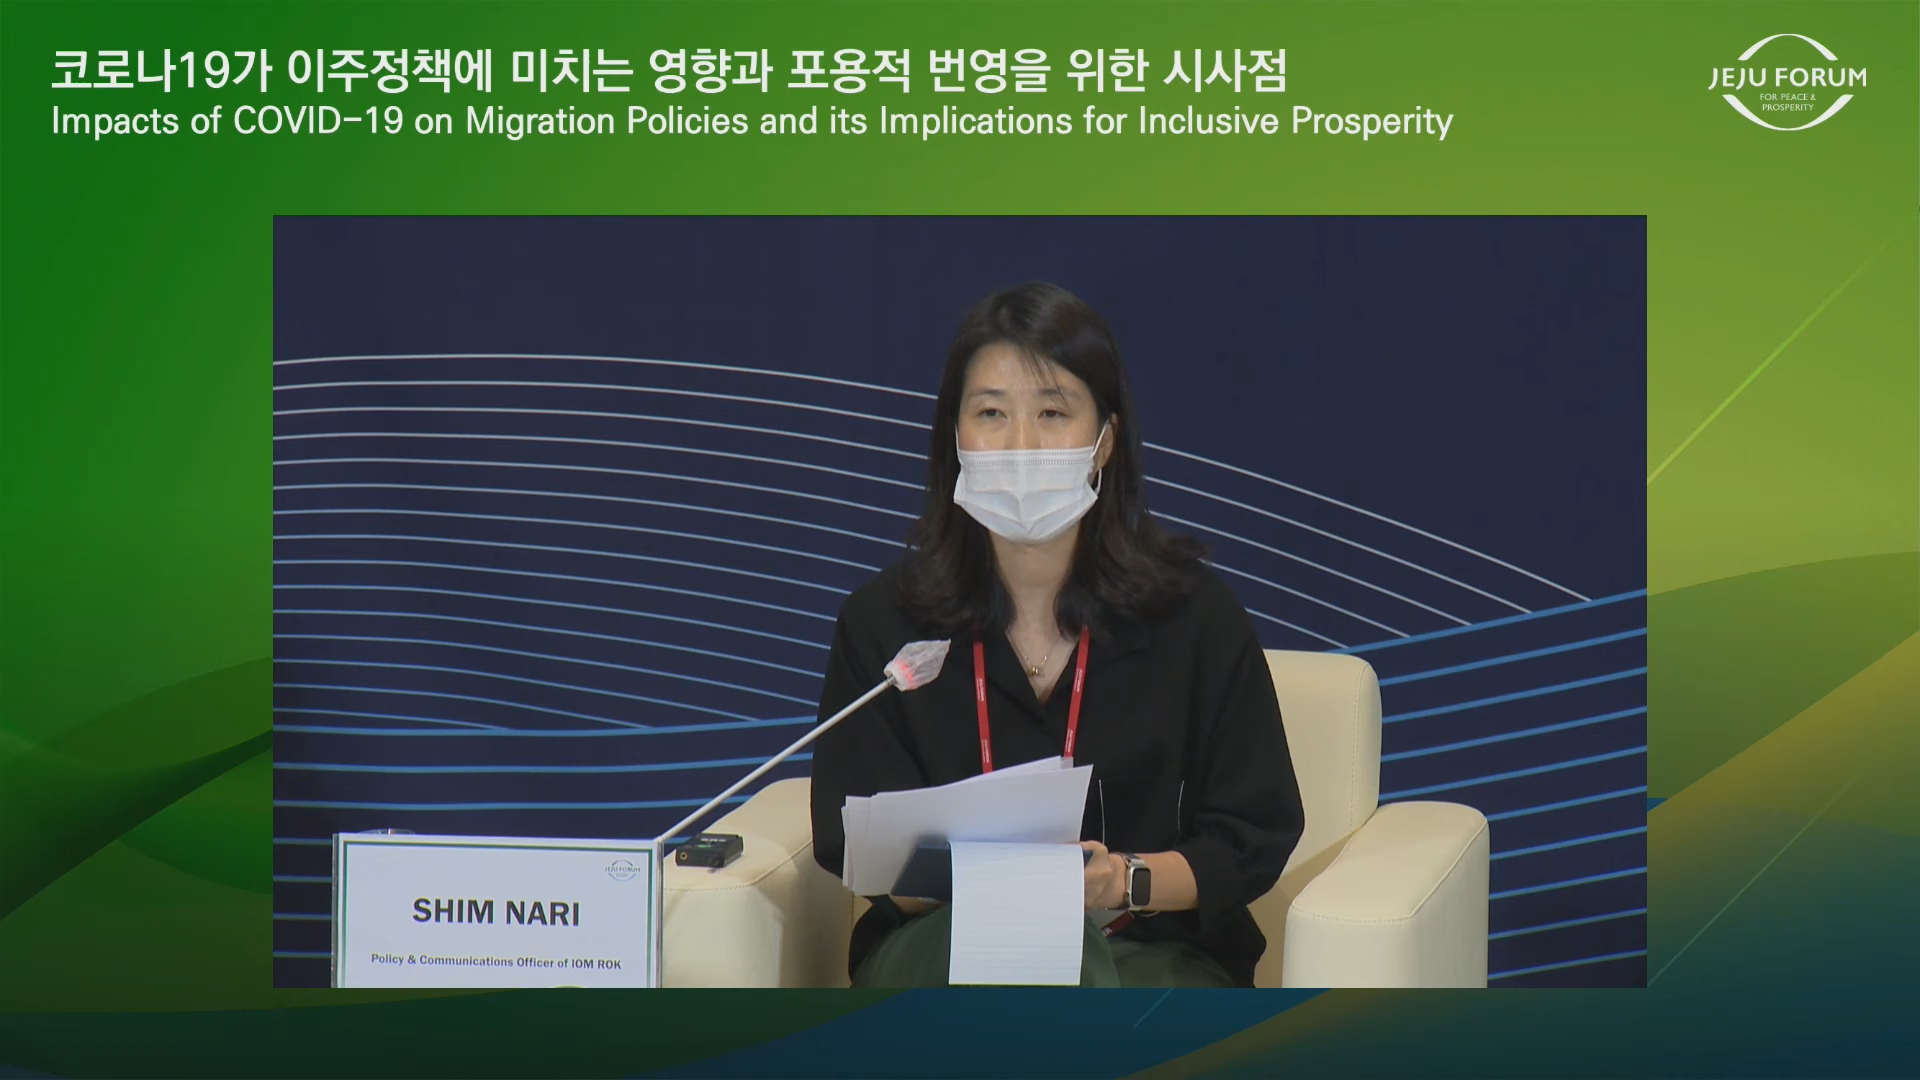 코로나19가 이주정책에 미치는 영향과 포용적 번영을 위한 시사점
Impacts of COVID-19 on Migration Policies and its Implications for Inclusive Prosperity
JEJU FORUM
FOR PEACE &
PROSPERITY
JEJU FORUM
SHIM NARI
Policy & Communications Officer of IOM ROK